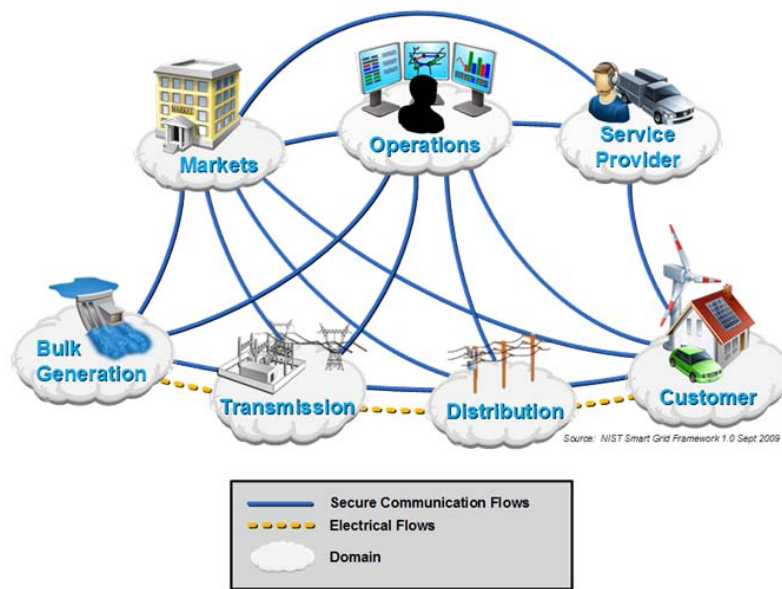 MARKET
Markets
Operations
Service
Provider
Bulk
Generation
Transmission
Distribution
Customer
Source: NIST Smart Grid Framework 1.0 Sept 2009
Secure Communication Flows
Electrical Flows
Domain